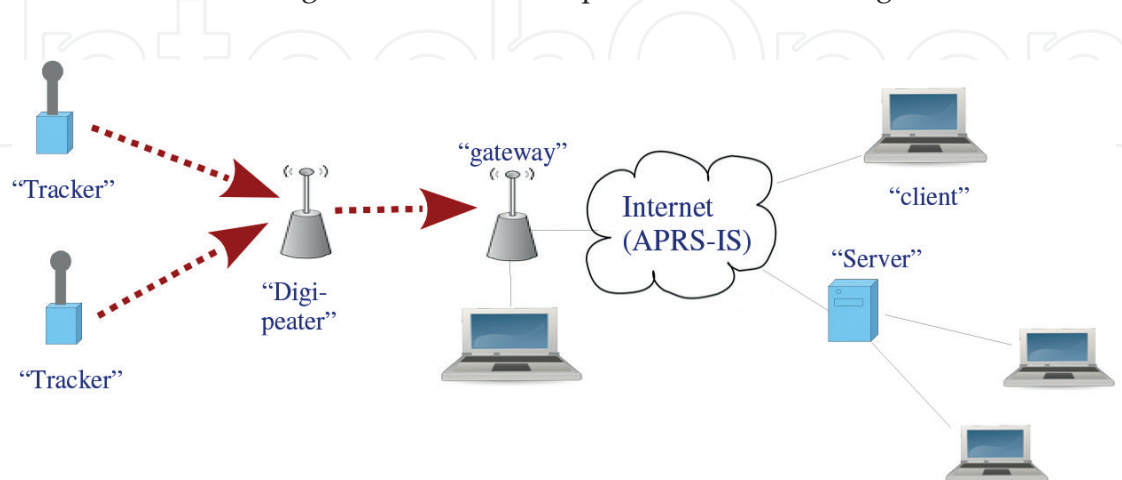 “Tracker”
“gateway”
“client”
Internet
(APRS-IS)
“Server”
“Digi-
peater”
“Tracker”